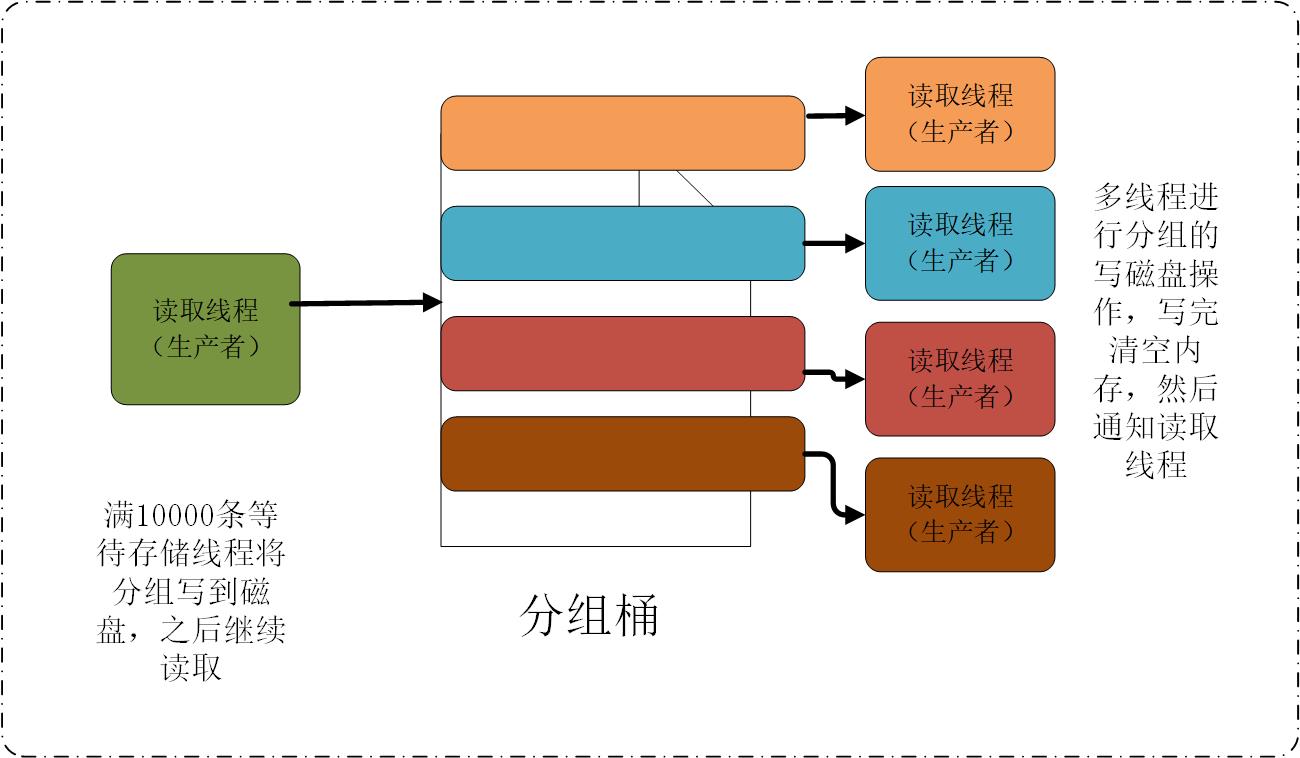 读取线程
（生产者）
满10000条等
待存储线程将
分组写到磁
盘，之后继续
读取
分组桶
读取线程
（生产者）
读取线程
（生产者）
读取线程
（生产者）
读取线程
（生产者）
多线程进
行分组的
写磁盘操
作，写完
清空内
存，然后
通知读取
线程